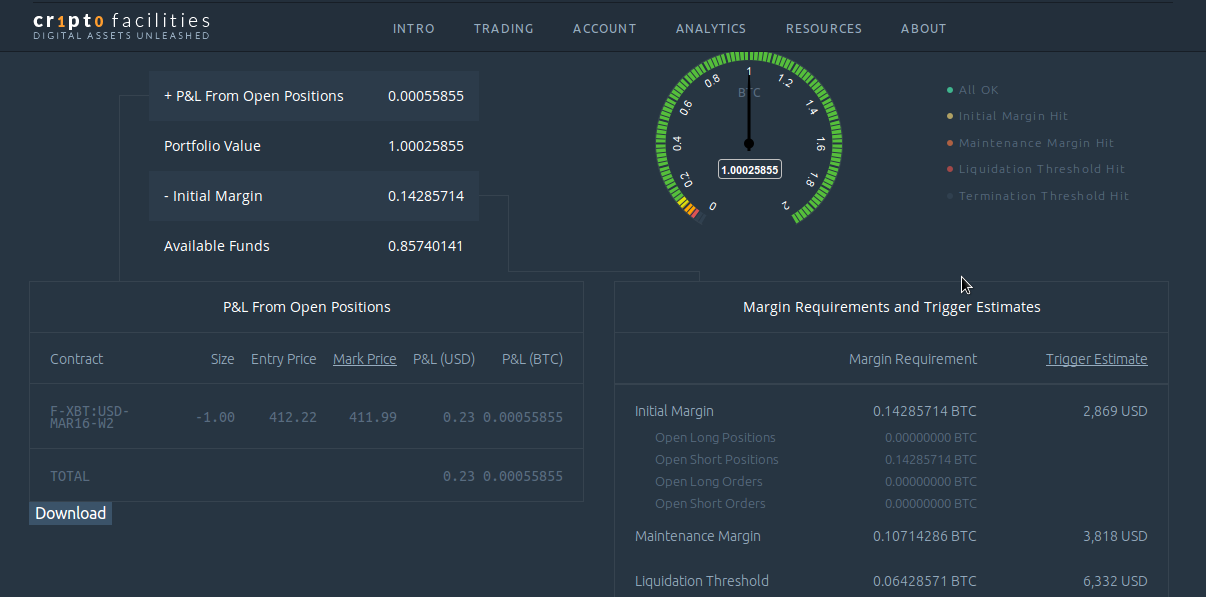 cr1pt0 facilities
DIGITAL ASSETS UNLEASHED
INTRO TRADING ACCOUNT ANALYTICS RESOURCES ABOUT
+ P&L From Open Positions 0.00055855
Portfolio Value 1.00025855
- Initial Margin 0.14285714
Available Funds 0.85740141
0 0.2 0.4 0.6 0.8 1 1.2 1.4 1.6 1.8 2
BTC
1.00025855
All OK
Initial Margin Hit
Maintenance Margin Hit
Liquidation Threshold Hit
Termination Threshold Hit
P&L From Open Positions
Contract Size Entry Price Mark Price P&L (USD) P&L (BTC)
F-XBT:USD-
MAR16-W2 -1.00 412.22 411.99 0.23 0.00055855
TOTAL 0.23 0.00055855
Download
Margin Requirements and Trigger Estimates
Margin Requirement Trigger Estimate
Initial Margin 0.14285714 BTC 2,869 USD
Open Long Positions 0.00000000 BTC
Open Short Positions 0.14285714 BTC
Open Long Orders 0.00000000 BTC
Open Short Orders 0.00000000 BTC
Maintenance Margin 0.10714286 BTC 3,818 USD
Liquidation Threshold 0.06428571 BTC 6,332 USD